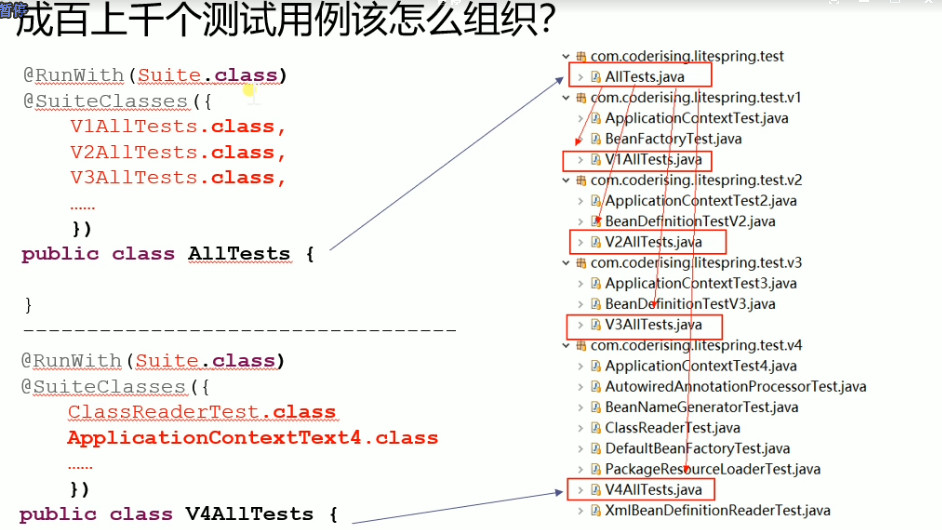 暂停
成百上千个测试用例该怎么组织？
@RunWith(Suite.class)
@SuiteClasses({
V1AllTests.class,
V2AllTests.class,
V3AllTests.class,
……
})
public class AllTests {
}
------------------------------------
@RunWith(Suite.class)
@SuiteClasses({
ClassReaderTest.class
ApplicationContextText4.class
……
})
public class V4AllTests {
com.coderising.litespring.test
AllTests.java
com.coderising.litespring.test.v1
ApplicationContextTest.java
BeanFactoryTest.java
V1AllTests.java
com.coderising.litespring.test.v2
ApplicationContextTest2.java
BeanDefinitionTestV2.java
V2AllTests.java
com.coderising.litespring.test.v3
ApplicationContextTest3.java
BeanDefinitionTestV3.java
V3AllTests.java
com.coderising.litespring.test.v4
ApplicationContextTest4.java
AutowiredAnnotationProcessorTest.java
BeanNameGeneratorTest.java
ClassReaderTest.java
DefaultBeanFactoryTest.java
PackageResourceLoaderTest.java
V4AllTests.java
XmlBeanDefinitionReaderTest.java